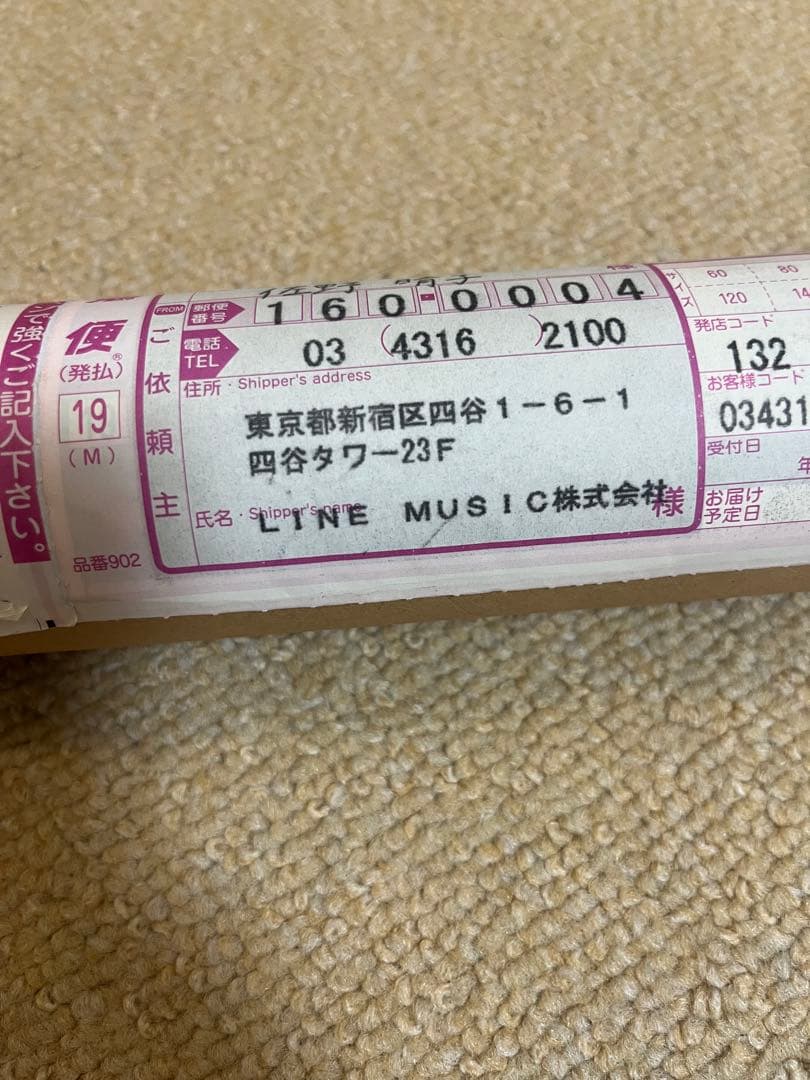 で強くご記入下さい。
便
(発払)®
19
(M)
品番902
ご依頼主
FROM
郵便番号
160-0004
電話 TEL
03 (4316 )2100
住所・Shipper's address
東京都新宿区四谷1-6-1
四谷タワー23F
氏名・Shipper's name
LINE MUSIC株式会社
様
サイズ
60
80
120
14
発店コード
132
お客様コード
03431
受付日
年
お届け
予定日